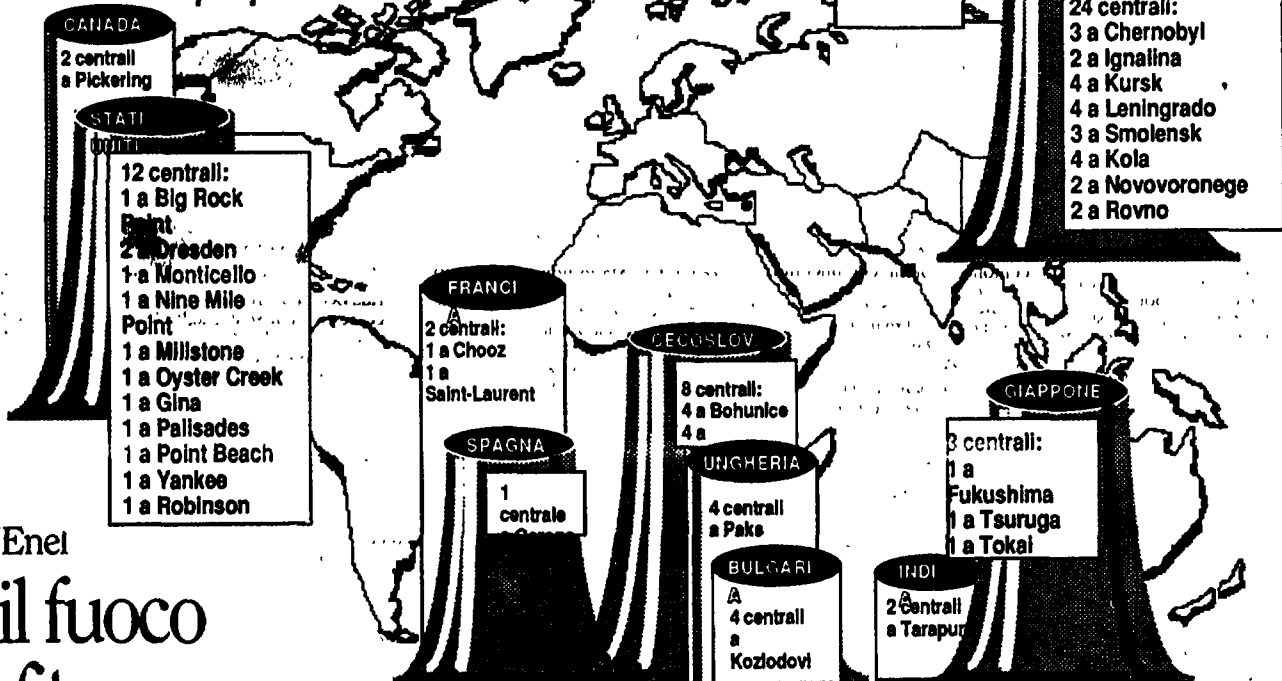 CANADA
2 centrali
a Pickering
STATI
12 centrali:
1 a Big Rock
Point
2 a Dresden
1 a Monticello
1 a Nine Mile
Point
1 a Millstone
1 a Oyster Creek
1 a Gina
1 a Palisades
1 a Point Beach
1 a Yankee
1 a Robinson
FRANCI
A
2 centrali:
1 a Chooz
1 a
Saint-Laurent
SPAGNA
1
centrale
CECOSLOV.
8 centrali:
4 a Bohunice
4 a
UNGHERIA
4 centrali
a Paks
BULGARI
A
4 centrali
a
Kozlodovi
INDI
A
2 centrali
a Tarapur
GIAPPONE
3 centrali:
1 a
Fukushima
1 a Tsuruga
1 a Tokai
24 centrali:
3 a Chernobyl
2 a Ignalina
4 a Kursk
4 a Leningrado
3 a Smolensk
4 a Kola
2 a Novovoronege
2 a Rovno
'Enel
il fuoco